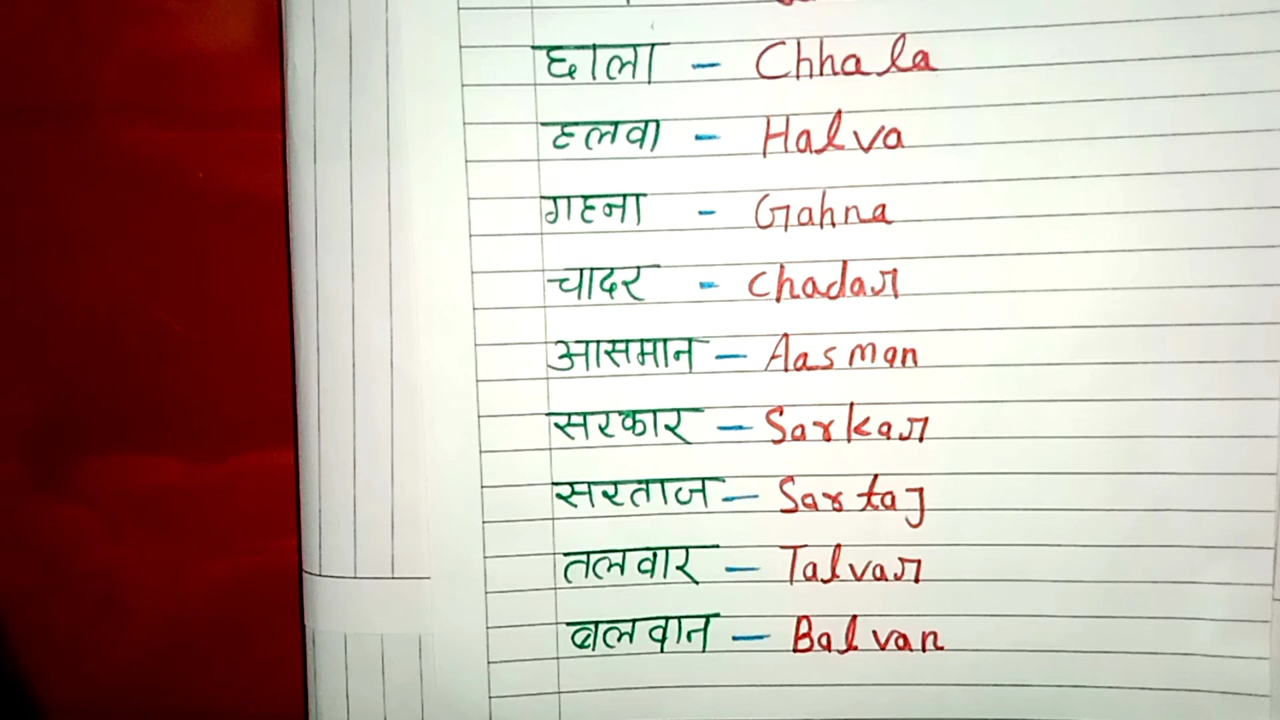 छाला - Chhala
हलवा - Halva
गहना - Gahna
चादर - Chadar
आसमान - Aasman
सरकार - Sarkar
सरताज - Sartaj
तलवार - Talvar
बलवान - Balvan